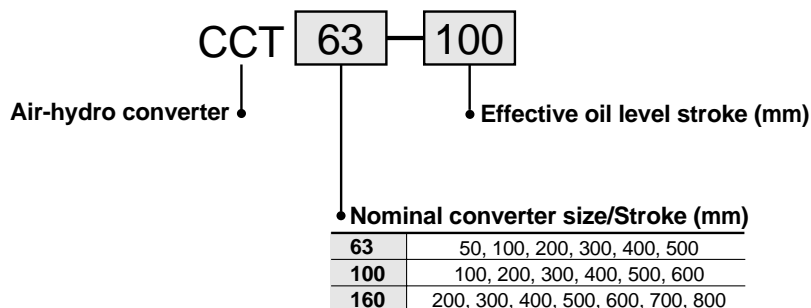 CCT 63 — 100
Air-hydro converter
Effective oil level stroke (mm)
Nominal converter size/Stroke (mm)
63 50, 100, 200, 300, 400, 500
100 100, 200, 300, 400, 500, 600
160 200, 300, 400, 500, 600, 700, 800